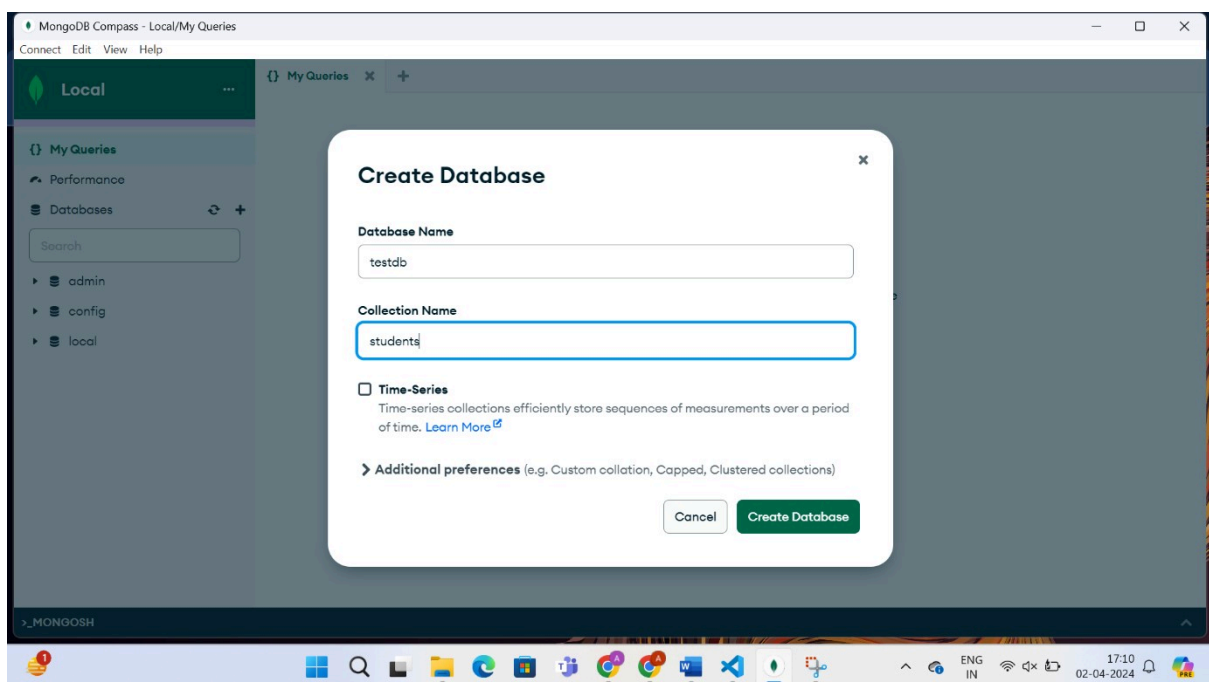 MongoDB Compass - Local/My Queries
Connect Edit View Help
Local
{} My Queries
{} My Queries
Performance
Databases
Search
admin
config
local
Create Database
Database Name
testdb
Collection Name
students
Time-Series
Time-series collections efficiently store sequences of measurements over a period
of time. Learn More
Additional preferences (e.g. Custom collation, Capped, Clustered collections)
Cancel
Create Database
>_MONGOSH
1
ENG
IN
17:10
02-04-2024
PRE